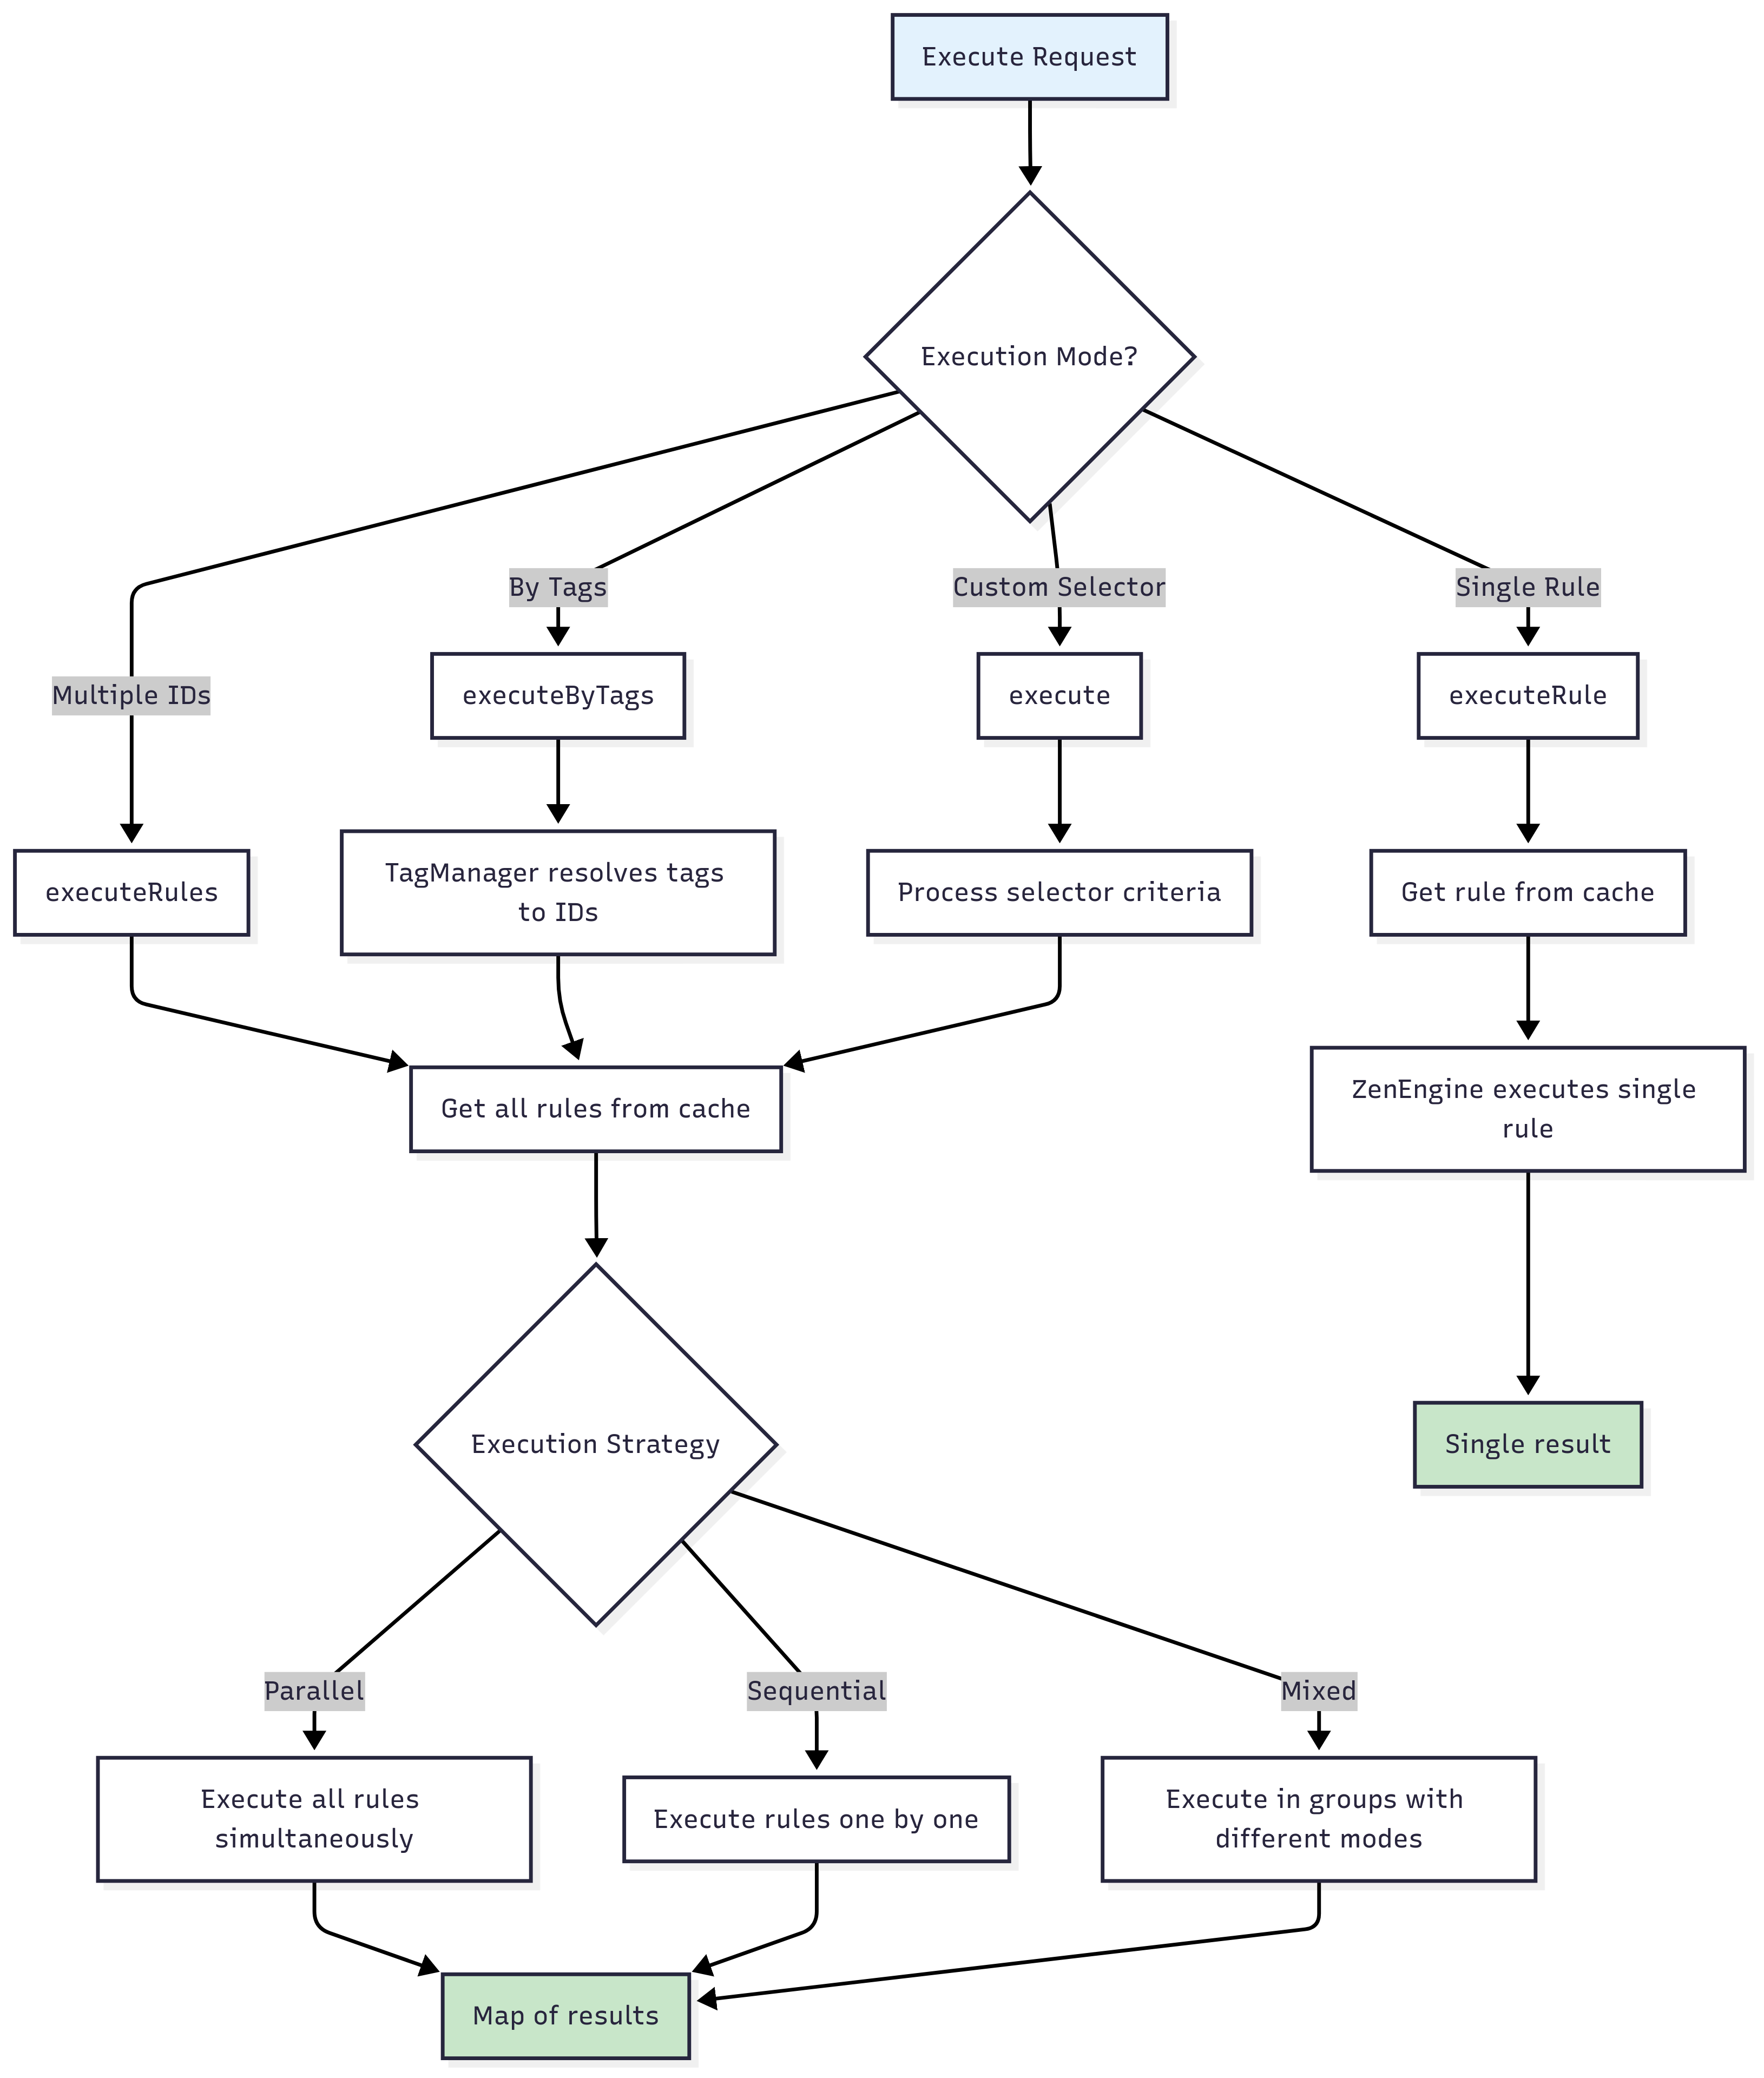 Execute Request
Execution Mode?
By Tags
Custom Selector
Single Rule
Multiple IDs
executeByTags
execute
executeRule
executeRules
TagManager resolves tags
to IDs
Process selector criteria
Get rule from cache
Get all rules from cache
ZenEngine executes single
rule
Execution Strategy
Single result
Parallel
Sequential
Mixed
Execute all rules
simultaneously
Execute rules one by one
Execute in groups with
different modes
Map of results